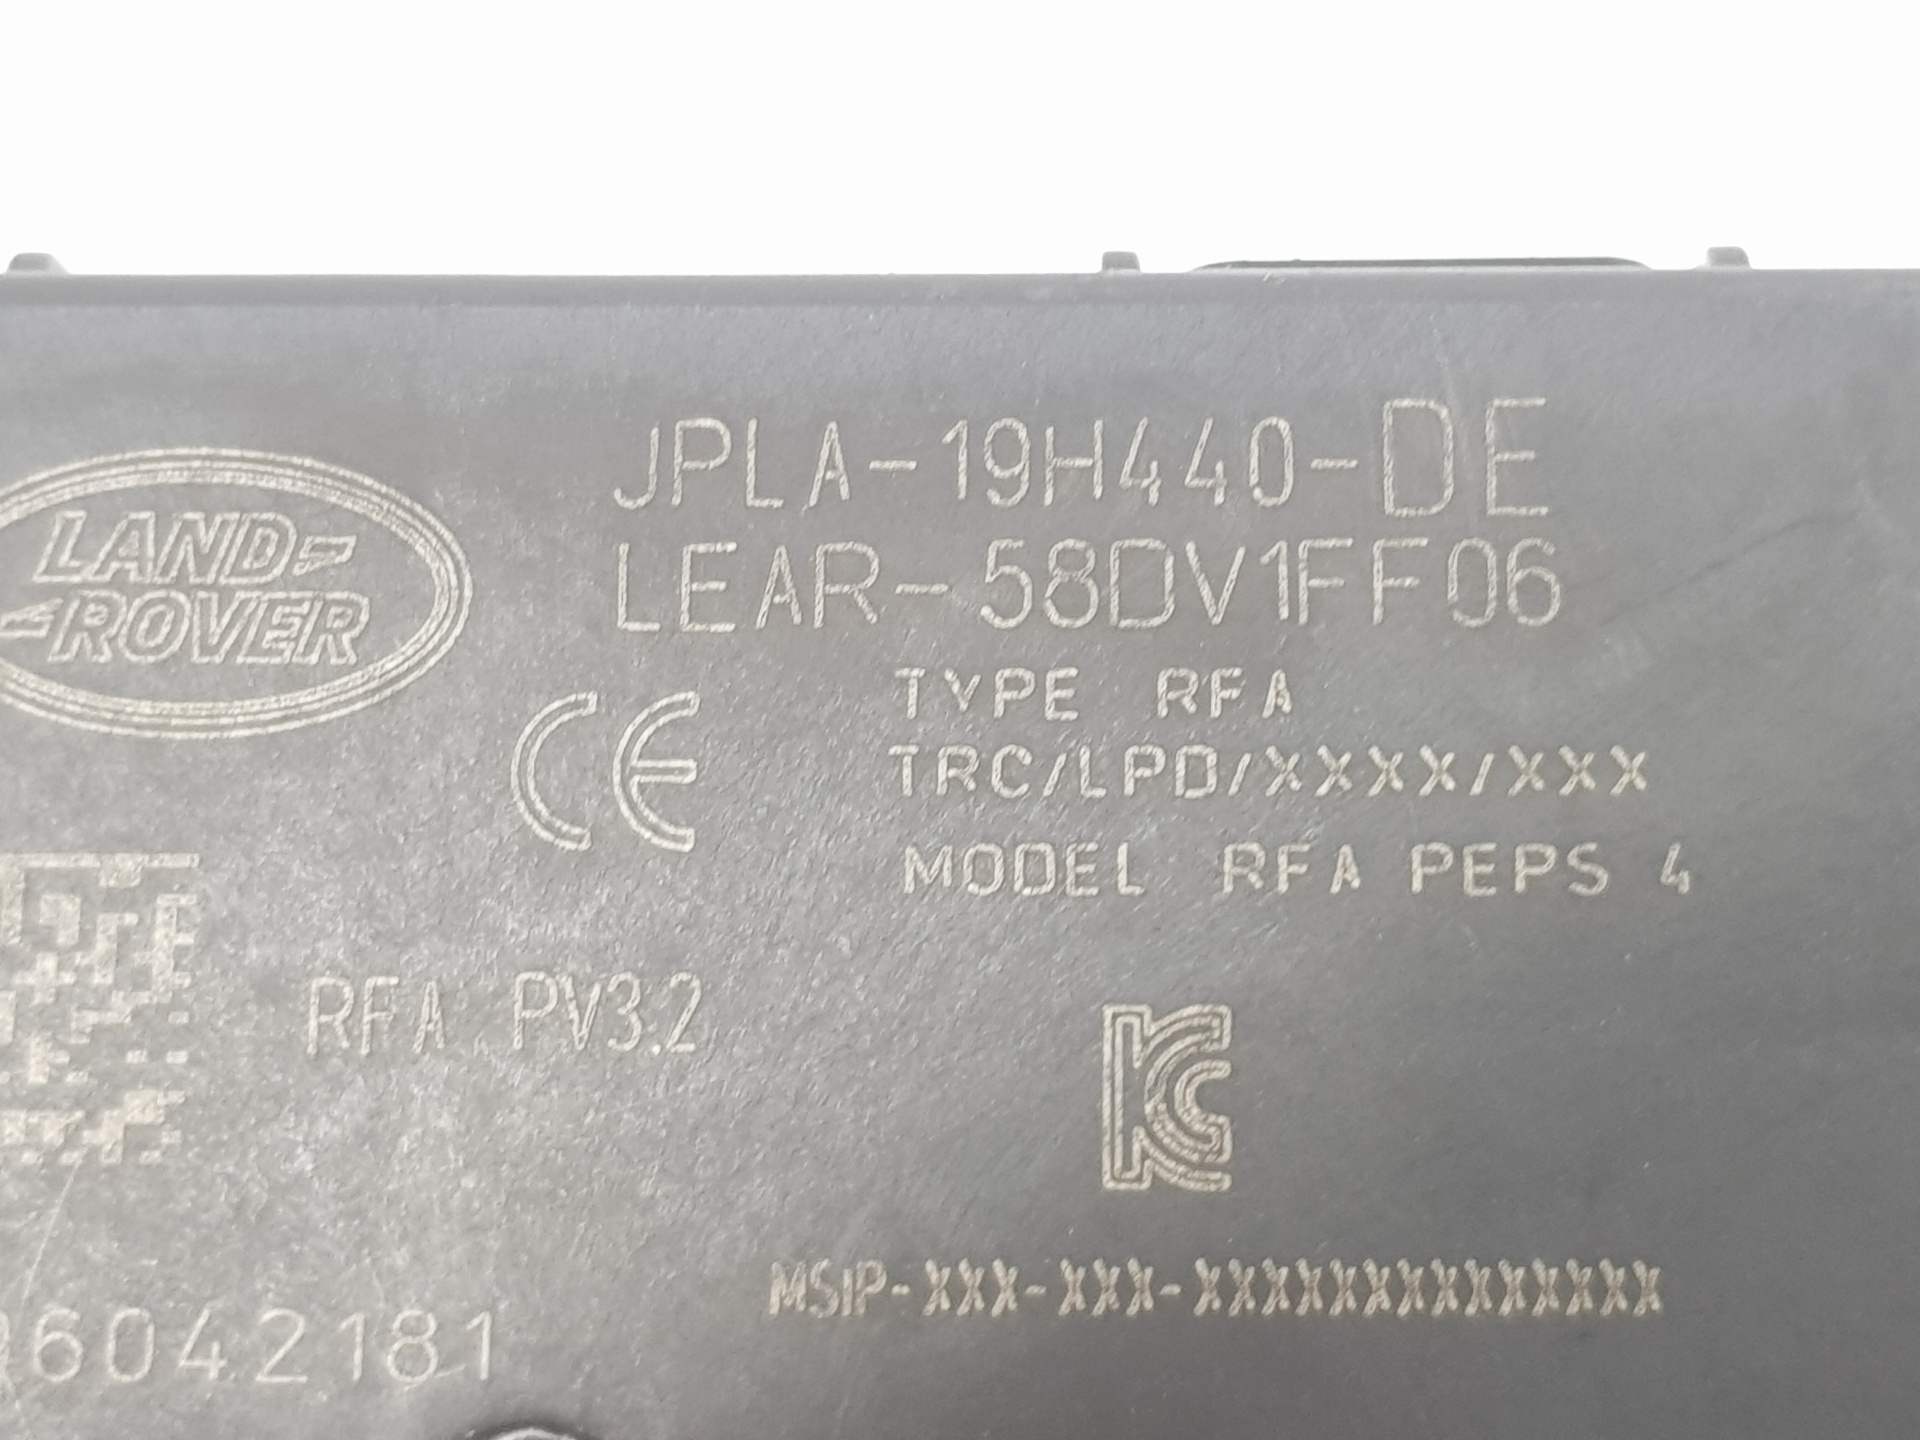 JPLA-19H440-DE
LAND
ROVER
LEAR-58DV1FF06
TYPE RFA
CE
TRC/LPD/XXXX/XXX
MODEL RFA PEPS 4
RFA PV3.2
KC
MSIP-XXX-XXX-XXXXXXXXXXXXXX
6042181